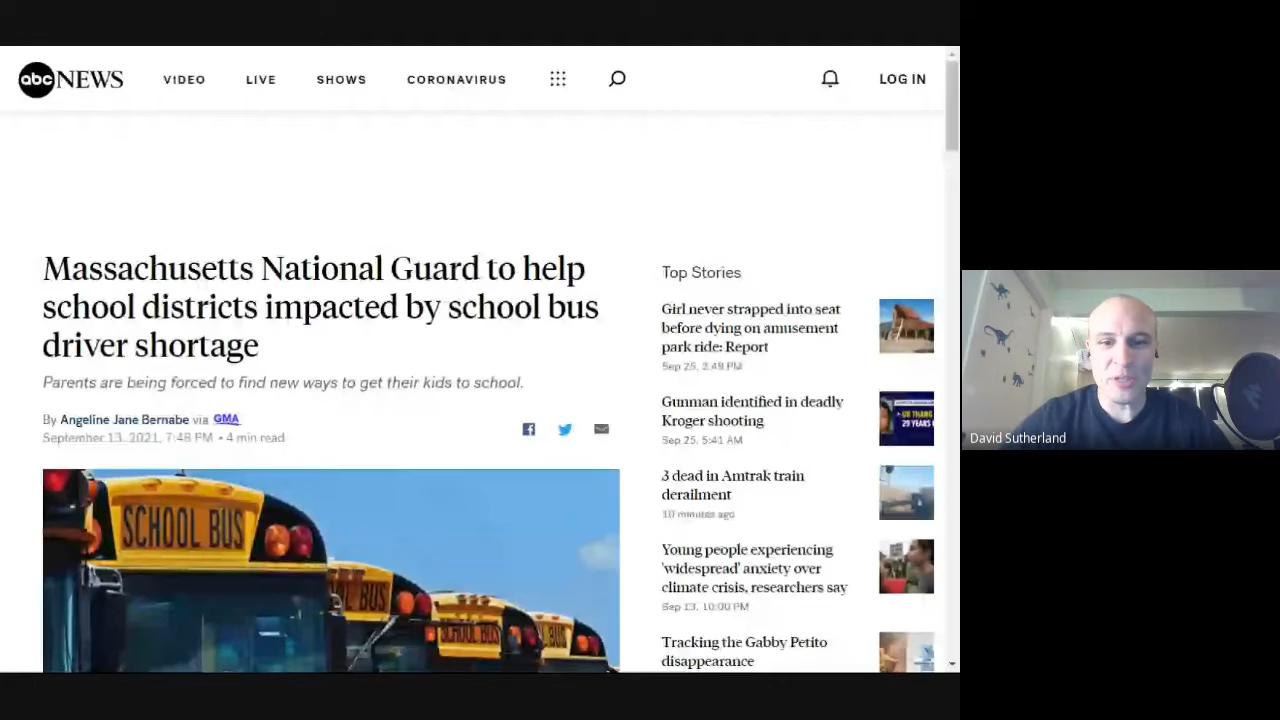 abc NEWS VIDEO LIVE SHOWS CORONAVIRUS LOG IN
Massachusetts National Guard to help
school districts impacted by school bus
driver shortage
Parents are being forced to find new ways to get their kids to school.
By Angeline Jane Bernabe via GMA
September 13, 2021, 7:48 PM • 4 min read
SCHOOL BUS
SCHOOL BUS
BUS
Top Stories
Girl never strapped into seat
before dying on amusement
park ride: Report
Sep 25, 2:49 PM
Gunman identified in deadly
Kroger shooting
Sep 25, 5:41 AM
3 dead in Amtrak train
derailment
10 minutes ago
Young people experiencing
'widespread' anxiety over
climate crisis, researchers say
Sep 13, 10:00 PM
Tracking the Gabby Petito
disappearance
David Sutherland